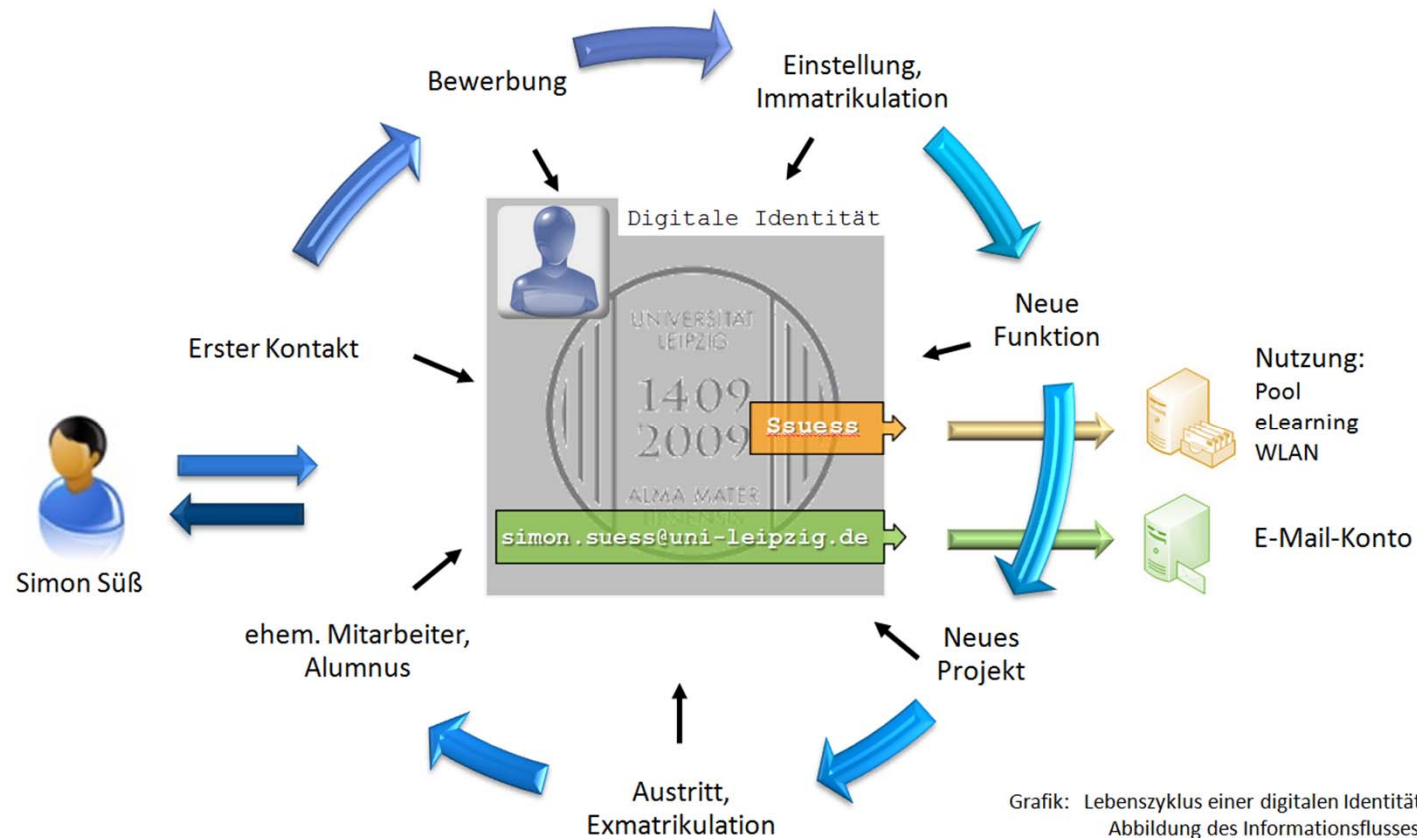 Bewerbung
Einstellung,
Immatrikulation
Digitale Identität
Neue
Funktion
Erster Kontakt
UNIVERSITÄT
LEIPZIG
1409
2009
ALMA MATER
Ssuess
simon.suess@uni-leipzig.de
Nutzung:
Pool
eLearning
WLAN
E-Mail-Konto
Simon Süß
ehem. Mitarbeiter,
Alumnus
Neues
Projekt
Austritt,
Exmatrikulation
Grafik: Lebenszyklus einer digitalen Identität
Abbildung des Informationsflusses